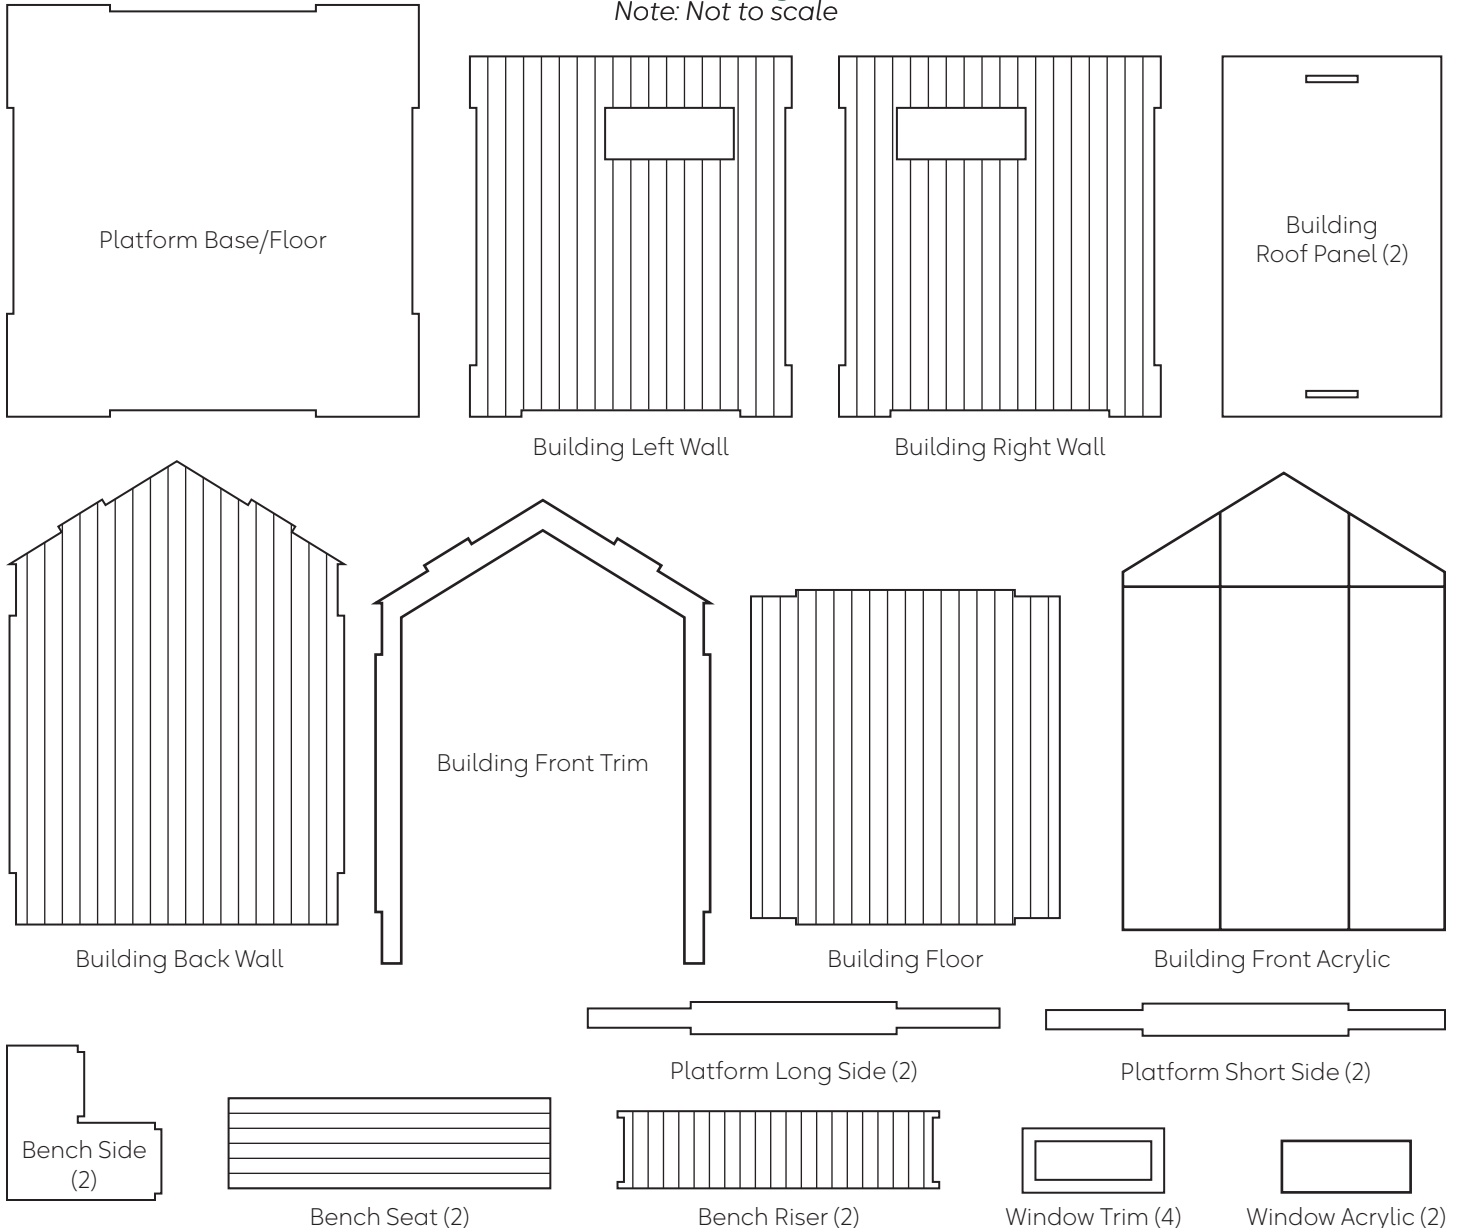 Note: Not to scale
Platform Base/Floor
Building
Roof Panel (2)
Building Left Wall
Building Right Wall
Building Front Trim
Building Back Wall
Building Floor
Building Front Acrylic
Platform Long Side (2)
Platform Short Side (2)
Bench Side
(2)
Bench Seat (2)
Bench Riser (2)
Window Trim (4)
Window Acrylic (2)